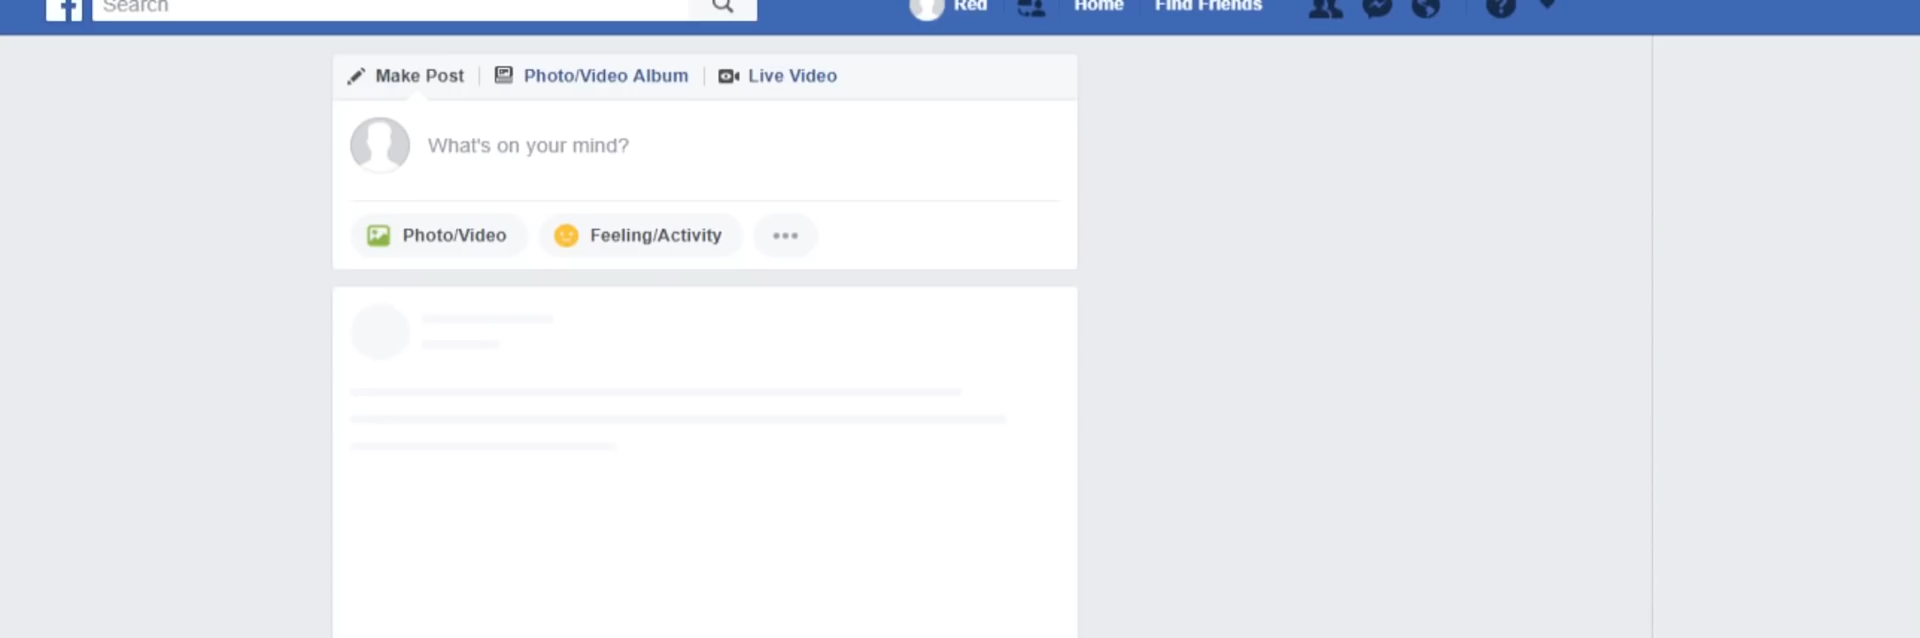 Search
Red
Home
Find Friends
Make Post
Photo/Video Album
Live Video
What's on your mind?
Photo/Video
Feeling/Activity